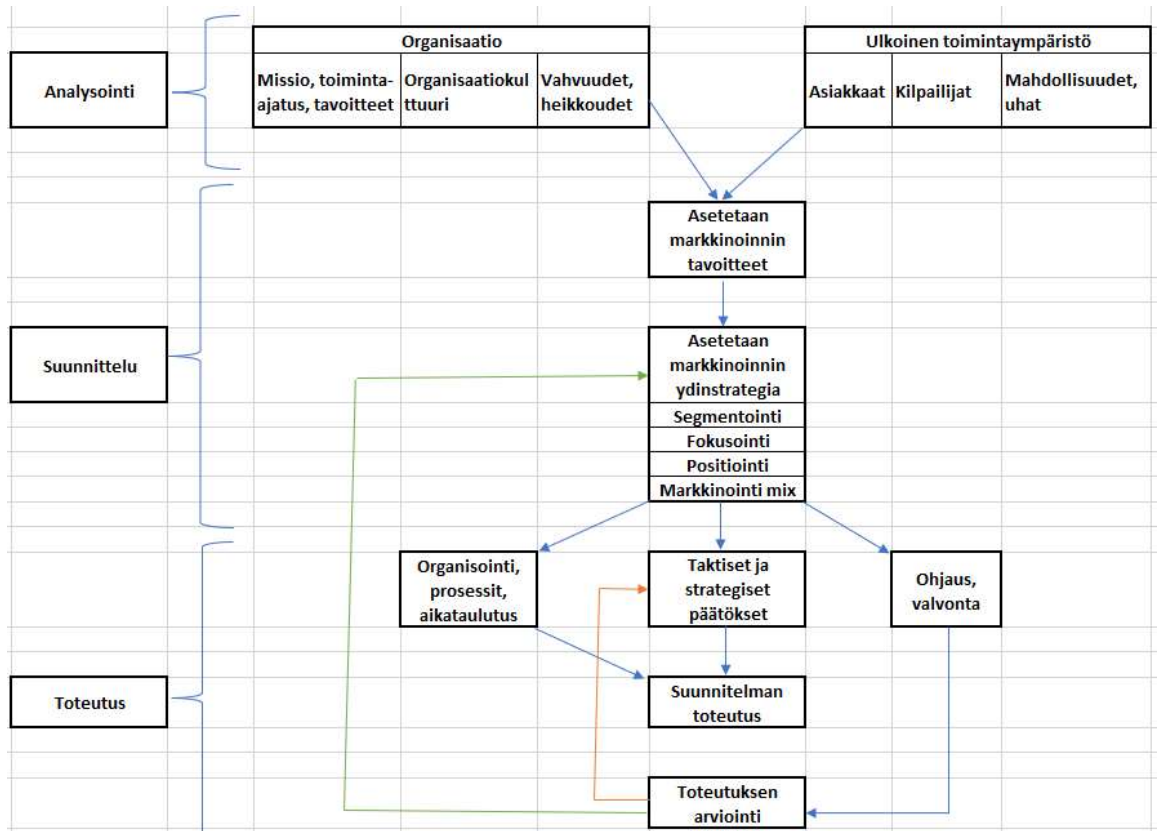 Organisaatio
Ulkoinen toimintaympäristö
Analysointi
Missio, toiminta-
ajatus, tavoitteet
Organisaatiokul
ttuuri
Vahvuudet,
heikkoudet
Asiakkaat
Kilpailijat
Mahdollisuudet,
uhat
Asetetaan
markkinoinnin
tavoitteet
Suunnittelu
Asetetaan
markkinoinnin
ydinstrategia
Segmentointi
Fokusointi
Positiointi
Markkinointi mix
Organisointi,
prosessit,
aikataulutus
Taktiset ja
strategiset
päätökset
Ohjaus,
valvonta
Toteutus
Suunnitelman
toteutus
Toteutuksen
arviointi